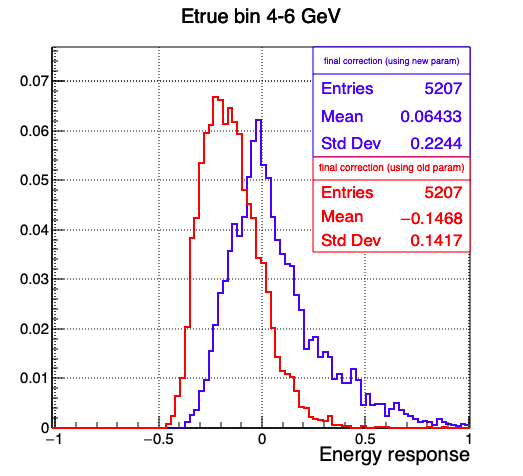 Etrue bin 4-6 GeV
final correction (using new param)
Entries 5207
Mean 0.06433
Std Dev 0.2244
final correction (using old param)
Entries 5207
Mean −0.1468
Std Dev 0.1417
0.07
0.06
0.05
0.04
0.03
0.02
0.01
0
−1 −0.5 0 0.5 1
Energy response